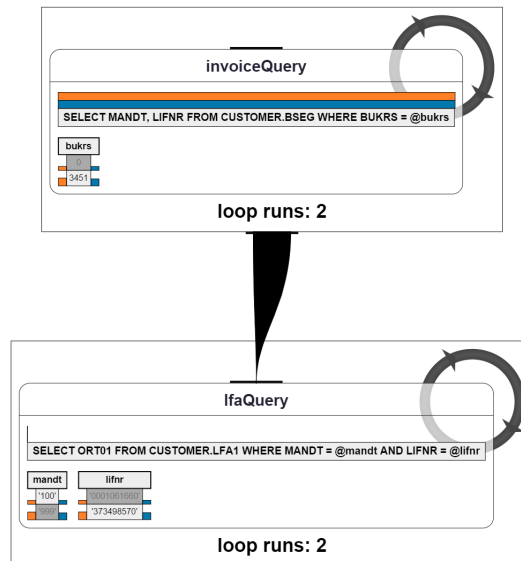 invoiceQuery
SELECT MANDT, LIFNR FROM CUSTOMER.BSEG WHERE BUKRS = @bukrs
bukrs
0
3451
loop runs: 2
lfaQuery
SELECT ORT01 FROM CUSTOMER.LFA1 WHERE MANDT = @mandt AND LIFNR = @lifnr
mandt lifnr
'100' '0001061660'
'999' '373498570'
loop runs: 2